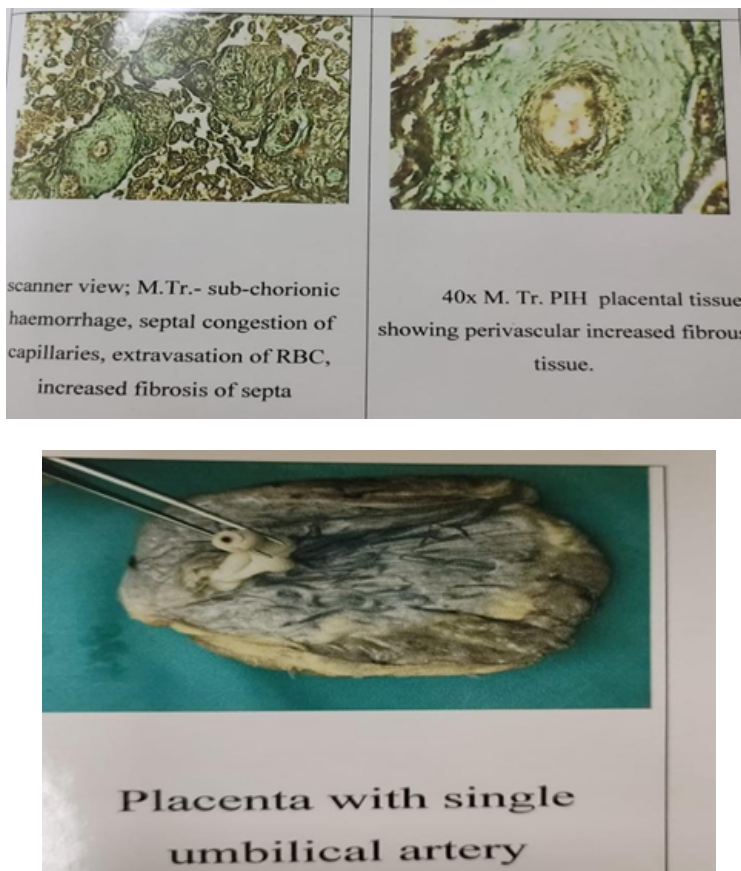 scanner view; M.Tr.- sub-chorionic
haemorrhage, septal congestion of
capillaries, extravasation of RBC,
increased fibrosis of septa
40x M. Tr. PIH placental tissue
showing perivascular increased fibrous
tissue.
Placenta with single
umbilical artery